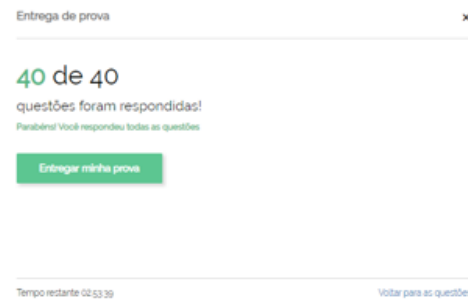 Entrega de prova ×
40 de 40
questões foram respondidas!
Parabéns! Você respondeu todas as questões
Entregar minha prova
Tempo restante 02:53:39
Voltar para as questões